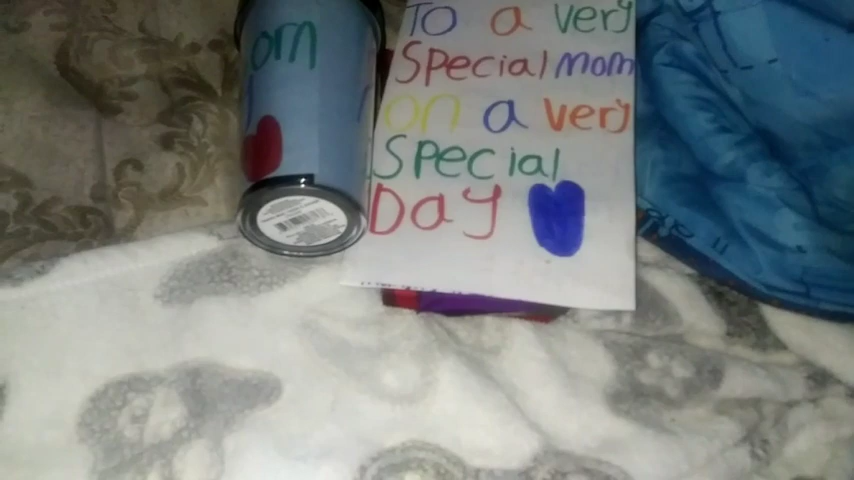 om
To a very
Special mom
on a very
Special
Day